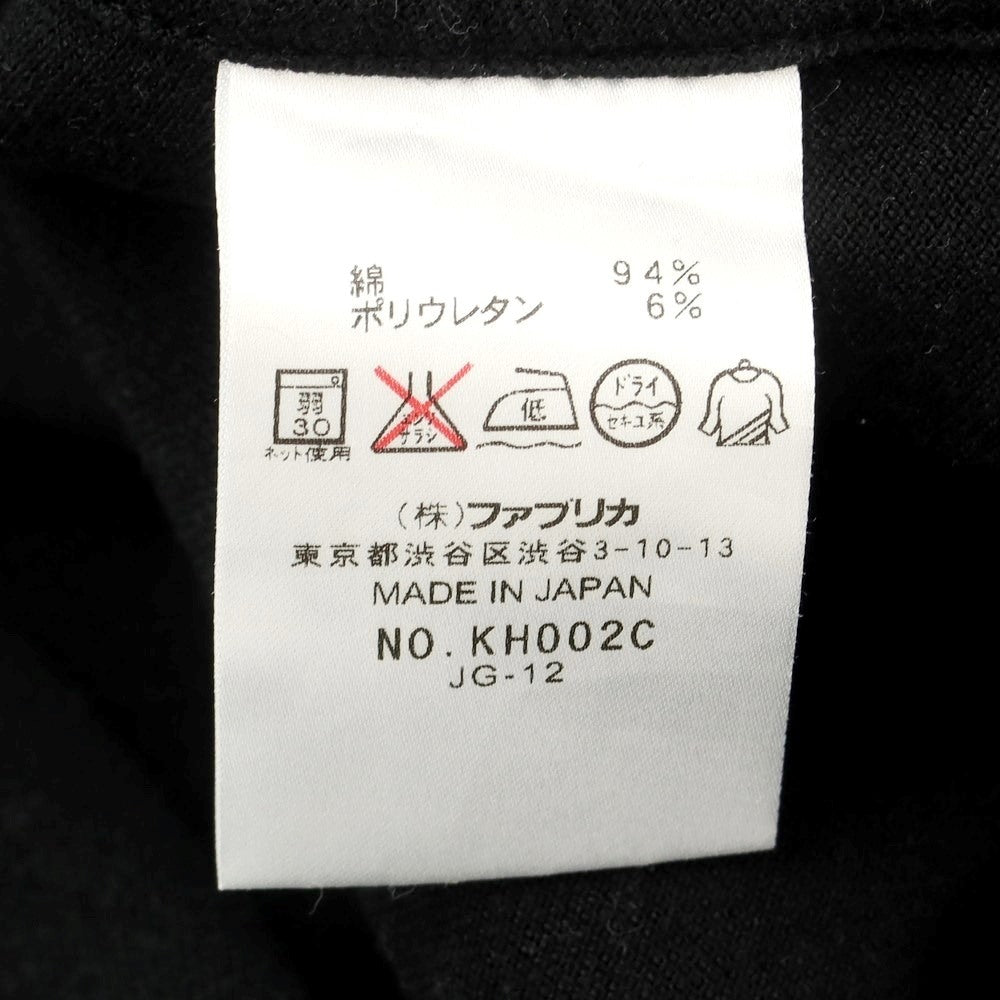 綿 94%
ポリウレタン 6%
弱
30
ネット使用
エンソ
サラシ
低
ドライ
セキユ系
(株)ファブリカ
東京都渋谷区渋谷3-10-13
MADE IN JAPAN
NO. KH002C
JG-12